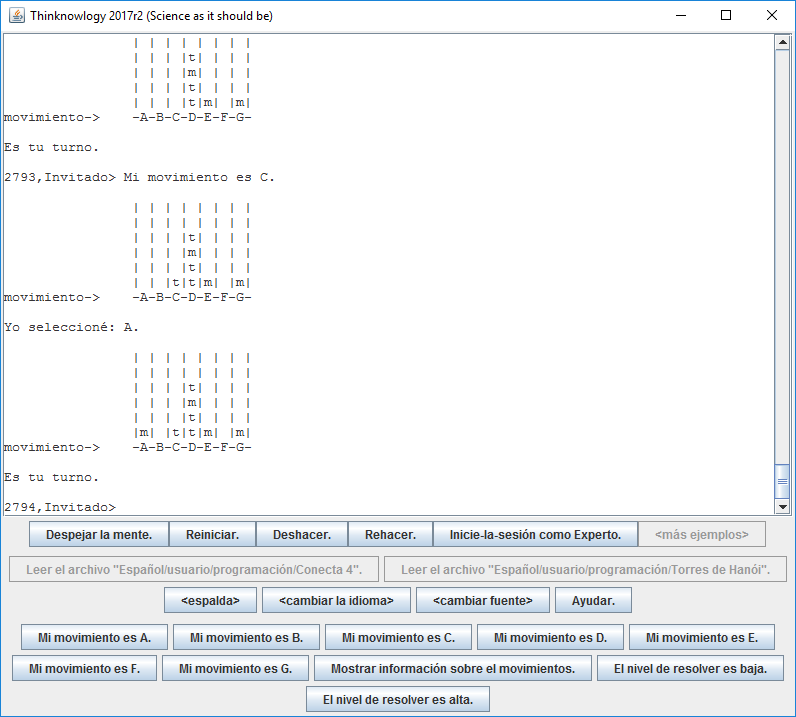 Thinknowlogy 2017r2 (Science as it should be)
| | | | | | | |
| | | |t| | | |
| | | |m| | | |
| | | |t| | | |
| | | |t|m| |m|
movimiento->    -A-B-C-D-E-F-G-
Es tu turno.
2793,Invitado> Mi movimiento es C.
| | | | | | | |
| | | | | | | |
| | | |t| | | |
| | | |m| | | |
| | | |t| | | |
| | |t|t|m| |m|
movimiento->    -A-B-C-D-E-F-G-
Yo seleccioné: A.
| | | | | | | |
| | | | | | | |
| | | |t| | | |
| | | |m| | | |
| | | |t| | | |
|m| |t|t|m| |m|
movimiento->    -A-B-C-D-E-F-G-
Es tu turno.
2794,Invitado>
Despejar la mente. Reiniciar. Deshacer. Rehacer. Inicie-la-sesión como Experto. <más ejemplos>
Leer el archivo "Español/usuario/programación/Conecta 4". Leer el archivo "Español/usuario/programación/Torres de Hanói".
<espalda> <cambiar la idioma> <cambiar fuente> Ayudar.
Mi movimiento es A. Mi movimiento es B. Mi movimiento es C. Mi movimiento es D. Mi movimiento es E.
Mi movimiento es F. Mi movimiento es G. Mostrar información sobre el movimientos. El nivel de resolver es baja.
El nivel de resolver es alta.